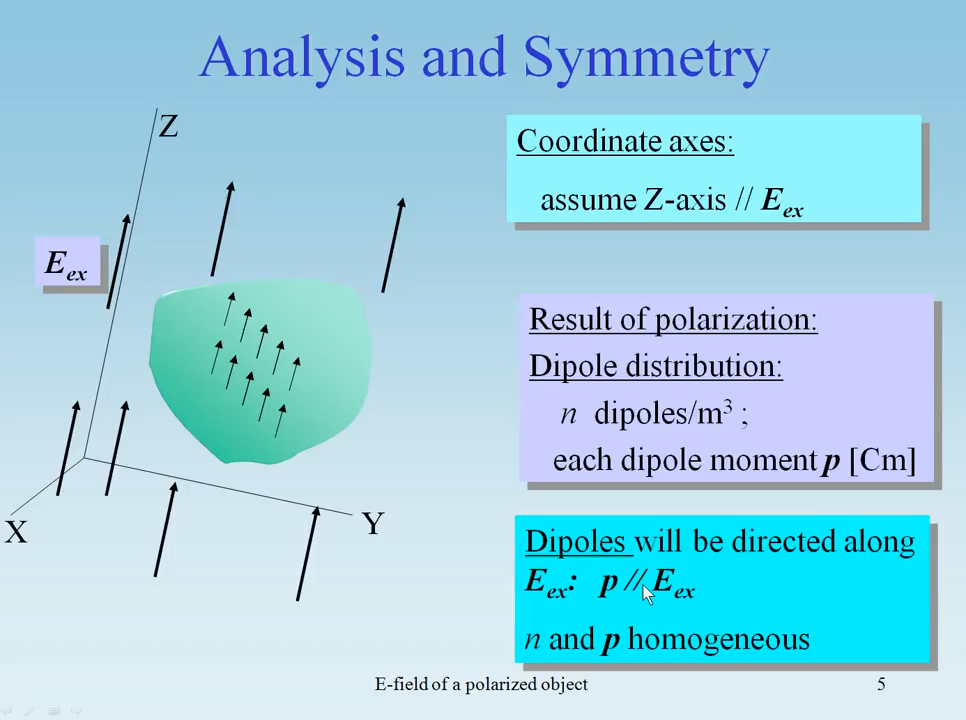 Analysis and Symmetry
Z
E_ex
X
Y
Coordinate axes:
assume Z-axis // E_ex
Result of polarization:
Dipole distribution:
n dipoles/m³ ;
each dipole moment p [Cm]
Dipoles will be directed along
E_ex: p // E_ex
n and p homogeneous
E-field of a polarized object
5